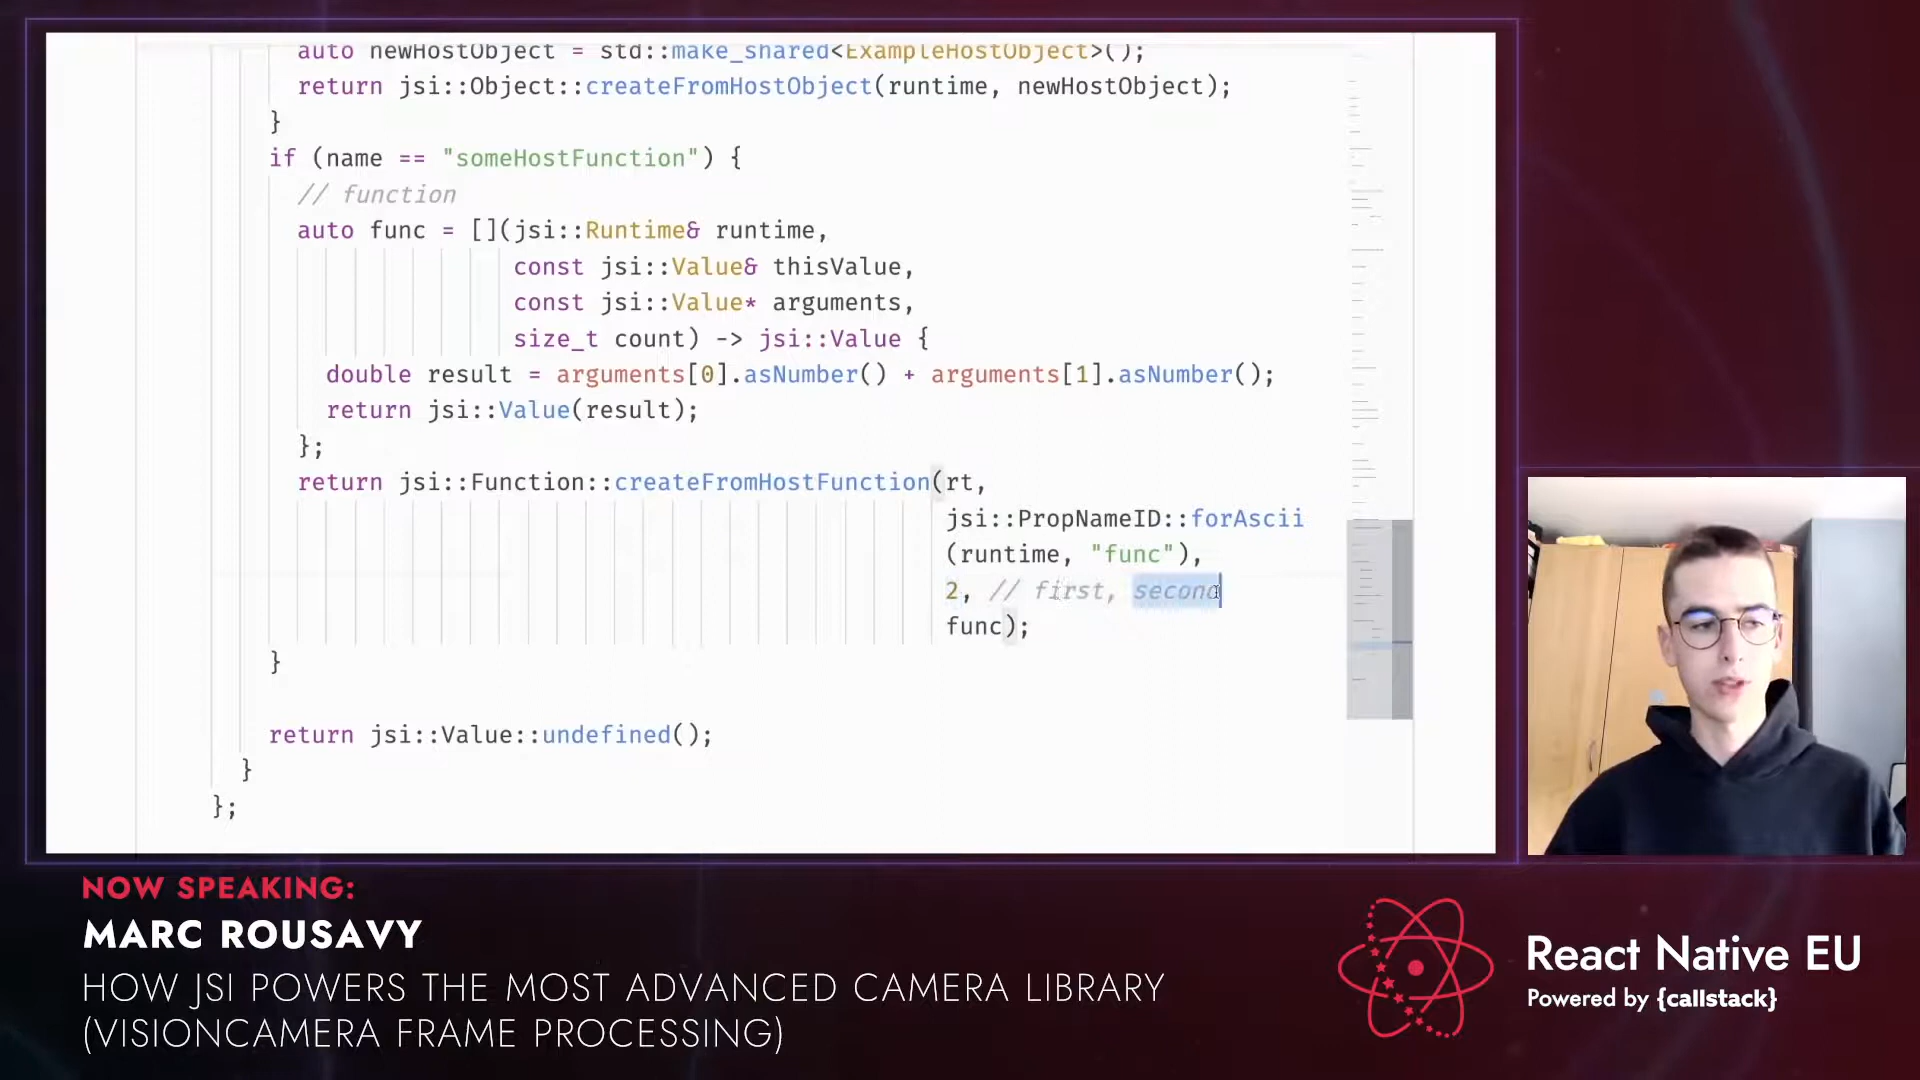 auto newHostObject = std::make_shared<ExampleHostObject>();
return jsi::Object::createFromHostObject(runtime, newHostObject);
}
if (name == "someHostFunction") {
// function
auto func = [](jsi::Runtime& runtime,
const jsi::Value& thisValue,
const jsi::Value* arguments,
size_t count) -> jsi::Value {
double result = arguments[0].asNumber() + arguments[1].asNumber();
return jsi::Value(result);
};
return jsi::Function::createFromHostFunction(rt,
jsi::PropNameID::forAscii
(runtime, "func"),
2, // first, second
func);
}
return jsi::Value::undefined();
}
};
NOW SPEAKING:
MARC ROUSAVY
HOW JSI POWERS THE MOST ADVANCED CAMERA LIBRARY
(VISIONCAMERA FRAME PROCESSING)
React Native EU
Powered by {callstack}